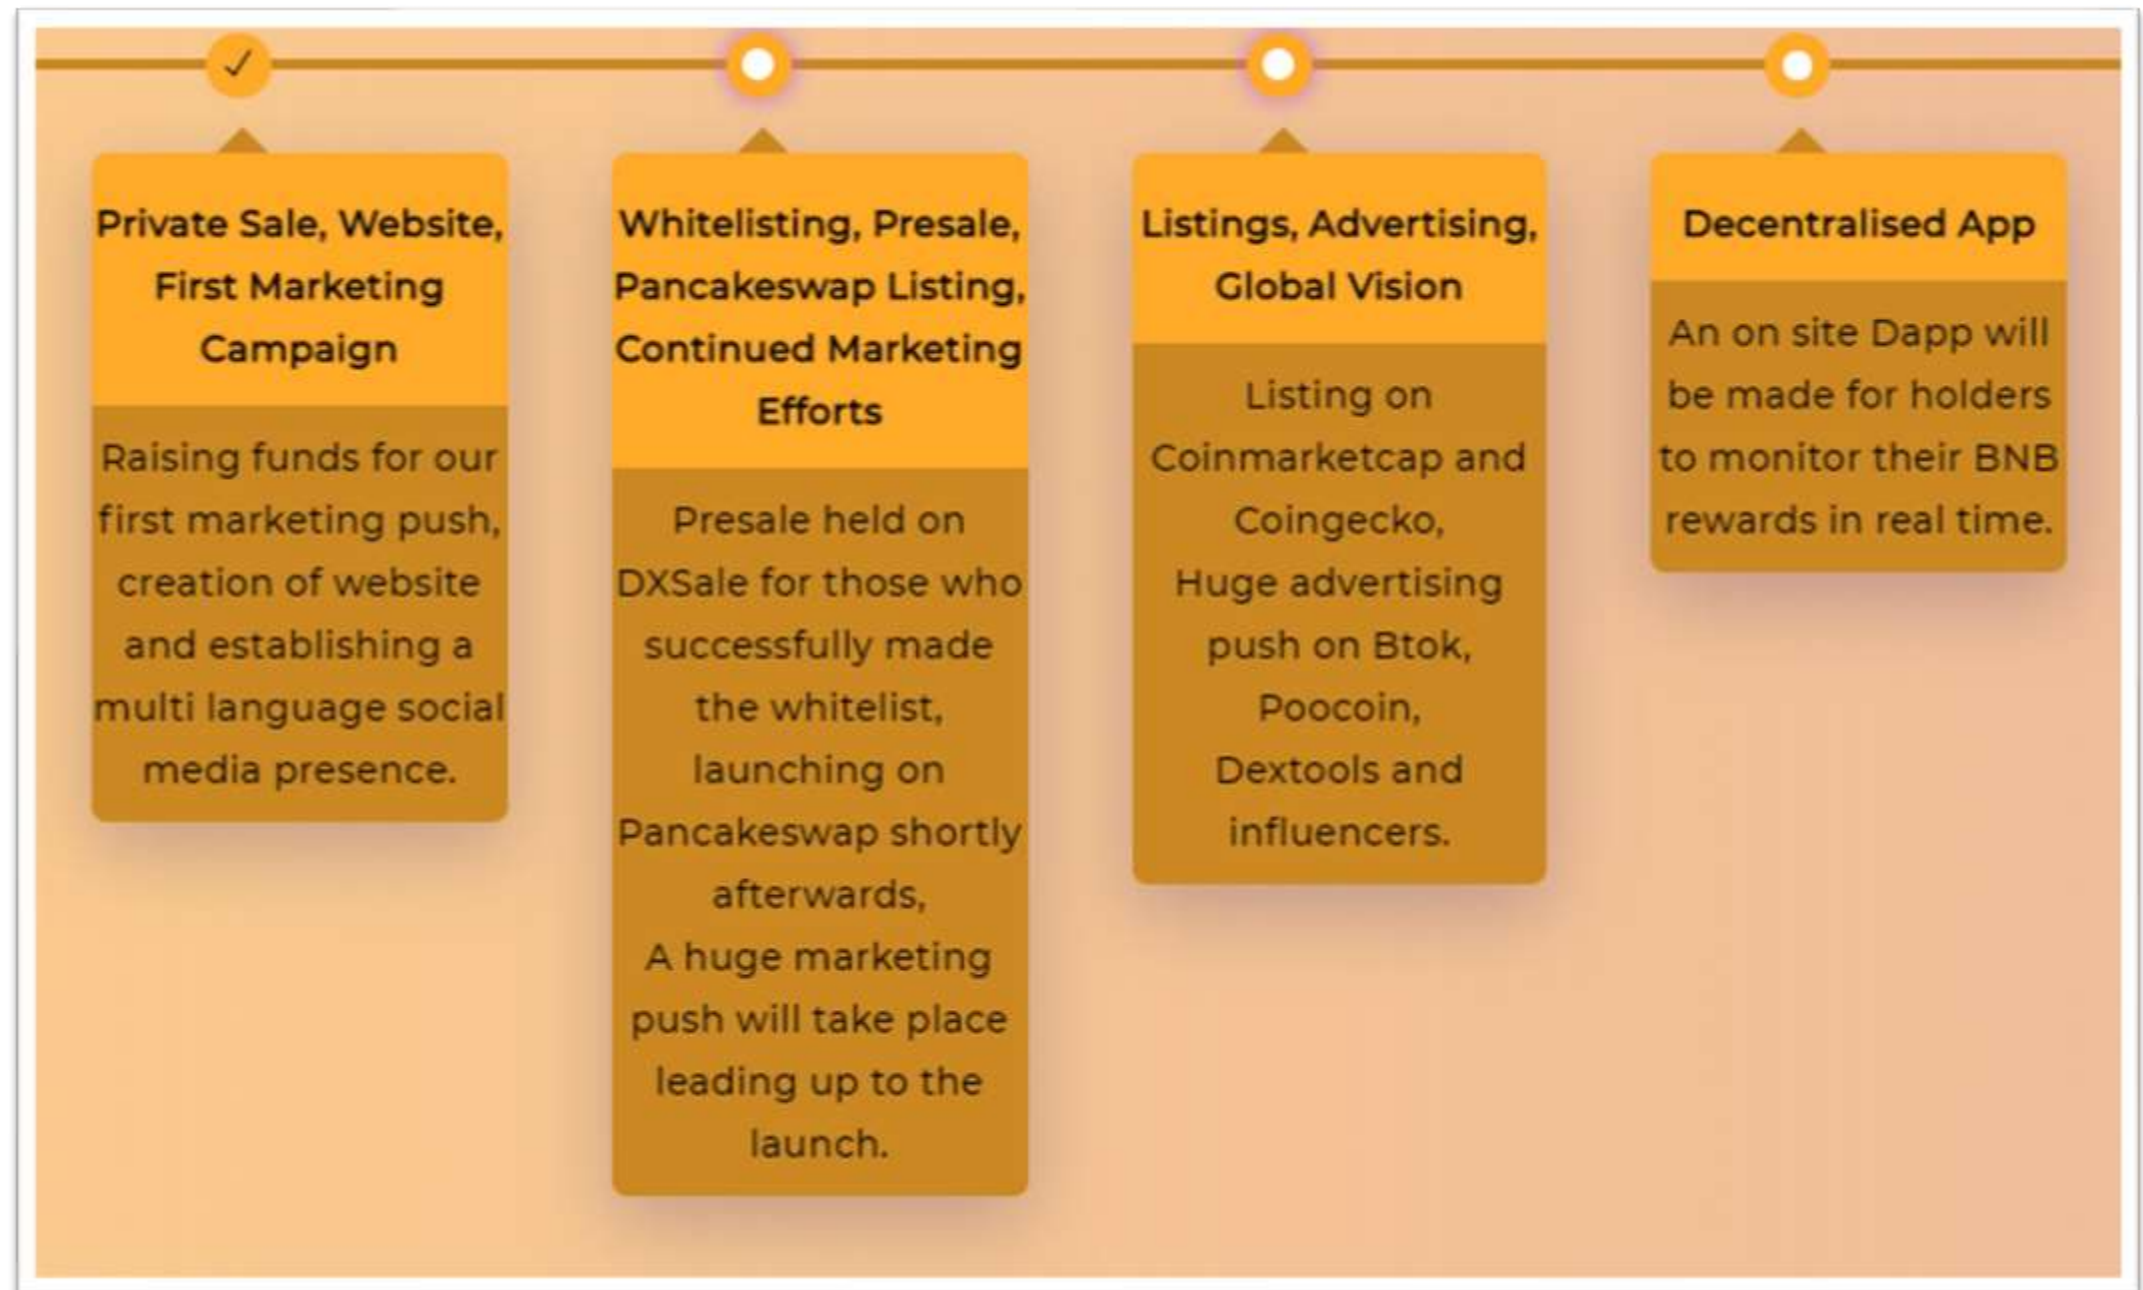 Private Sale, Website,
First Marketing
Campaign
Raising funds for our
first marketing push,
creation of website
and establishing a
multi language social
media presence.
Whitelisting, Presale,
Pancakeswap Listing,
Continued Marketing
Efforts
Presale held on
DXSale for those who
successfully made
the whitelist,
launching on
Pancakeswap shortly
afterwards,
A huge marketing
push will take place
leading up to the
launch.
Listings, Advertising,
Global Vision
Listing on
Coinmarketcap and
Coingecko,
Huge advertising
push on Btok,
Poocoin,
Dextools and
influencers.
Decentralised App
An on site Dapp will
be made for holders
to monitor their BNB
rewards in real time.